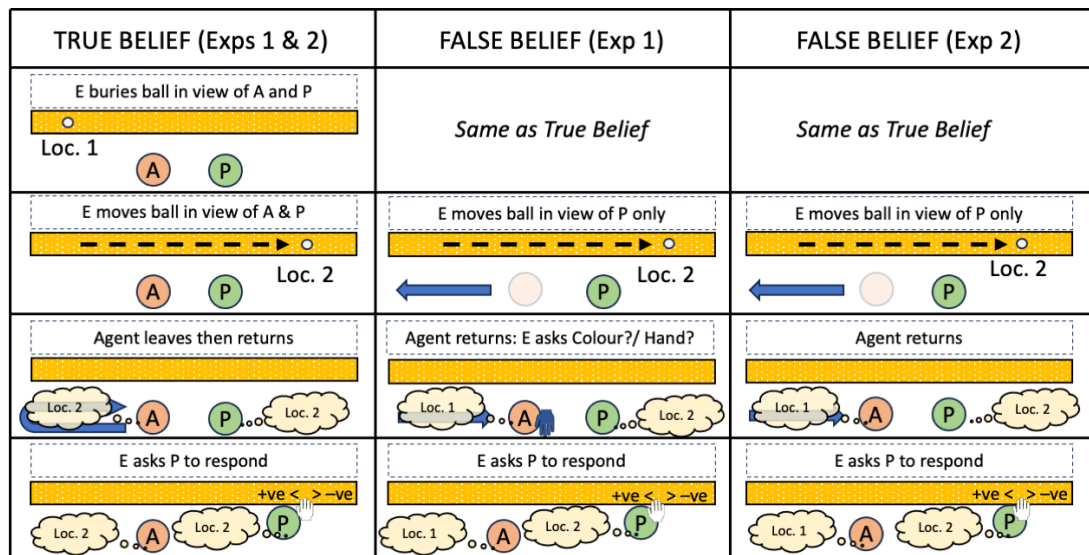 TRUE BELIEF (Exps 1 & 2)
FALSE BELIEF (Exp 1)
FALSE BELIEF (Exp 2)
E buries ball in view of A and P
Loc. 1
A
P
Same as True Belief
Same as True Belief
E moves ball in view of A & P
Loc. 2
A
P
E moves ball in view of P only
Loc. 2
P
E moves ball in view of P only
Loc. 2
P
Agent leaves then returns
Loc. 2
A
P
Loc. 2
Agent returns: E asks Colour?/ Hand?
Loc. 1
A
P
Loc. 2
Agent returns
Loc. 1
A
P
Loc. 2
E asks P to respond
+ve < > –ve
Loc. 2
A
Loc. 2
P
E asks P to respond
+ve < > –ve
Loc. 1
A
Loc. 2
P
E asks P to respond
+ve < > –ve
Loc. 1
A
Loc. 2
P